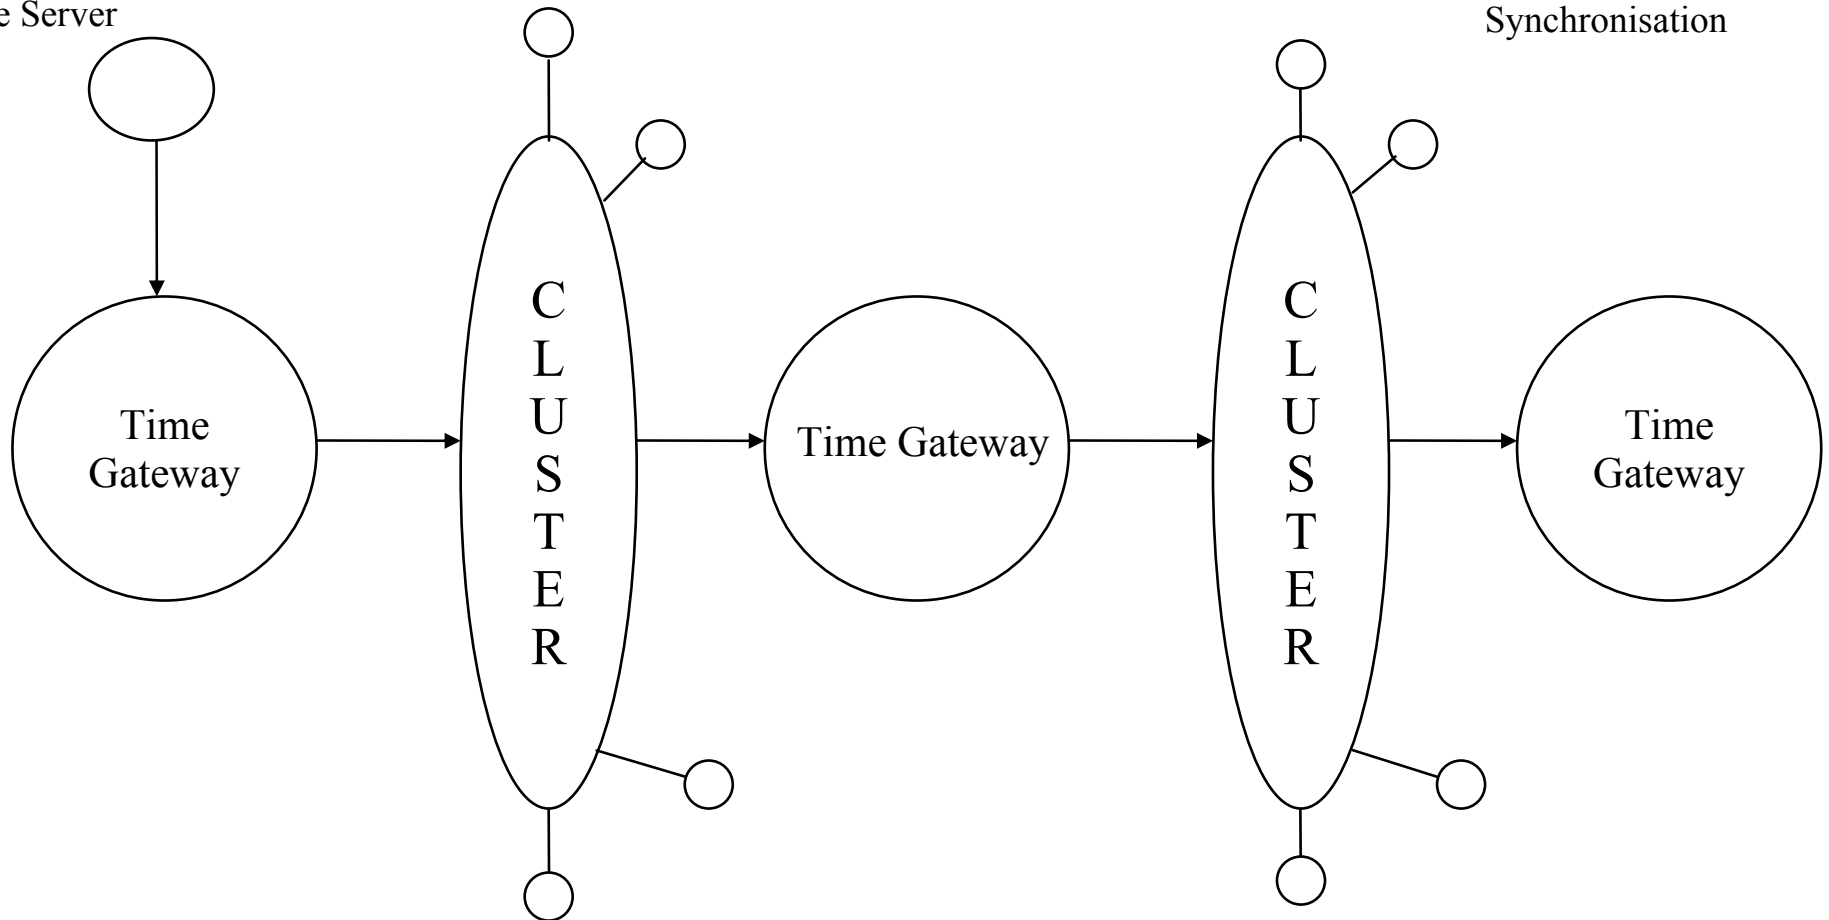 e Server
Synchronisation
C
L
U
S
T
E
R
C
L
U
S
T
E
R
Time
Gateway
Time Gateway
Time
Gateway